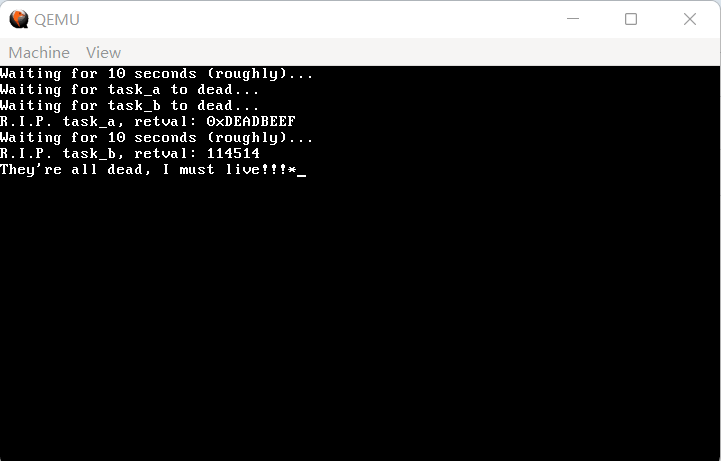 QEMU
Machine View
Waiting for 10 seconds (roughly)...
Waiting for task_a to dead...
Waiting for task_b to dead...
R.I.P. task_a, retval: 0xDEADBEEF
Waiting for 10 seconds (roughly)...
R.I.P. task_b, retval: 114514
They're all dead, I must live!!!*_